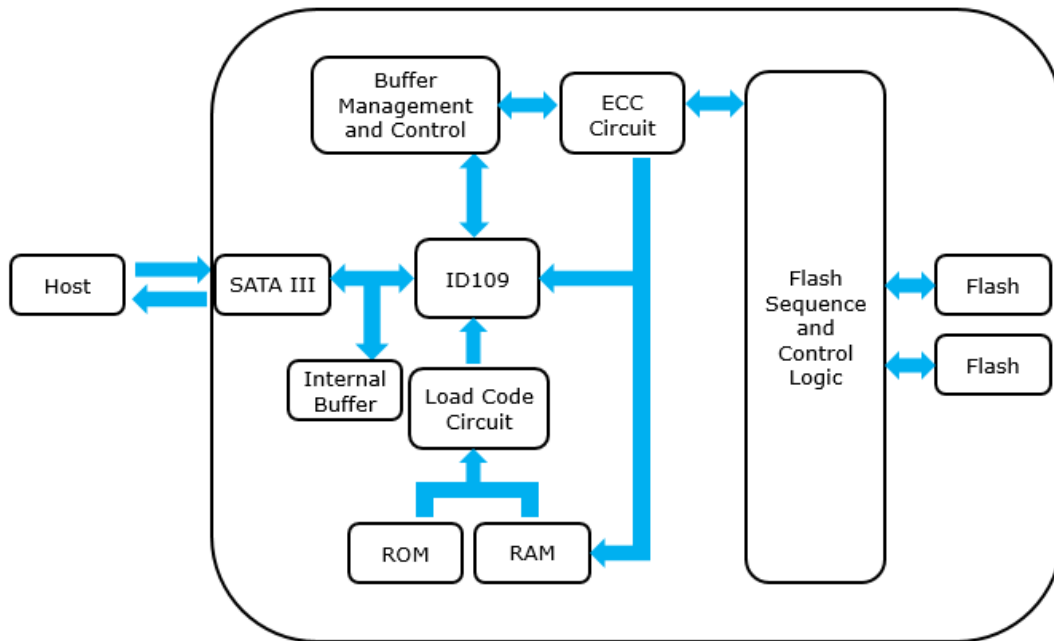 Buffer
Management
and Control
ECC
Circuit
Host
SATA III
ID109
Flash
Sequence
and
Control
Logic
Flash
Flash
Internal
Buffer
Load Code
Circuit
ROM
RAM